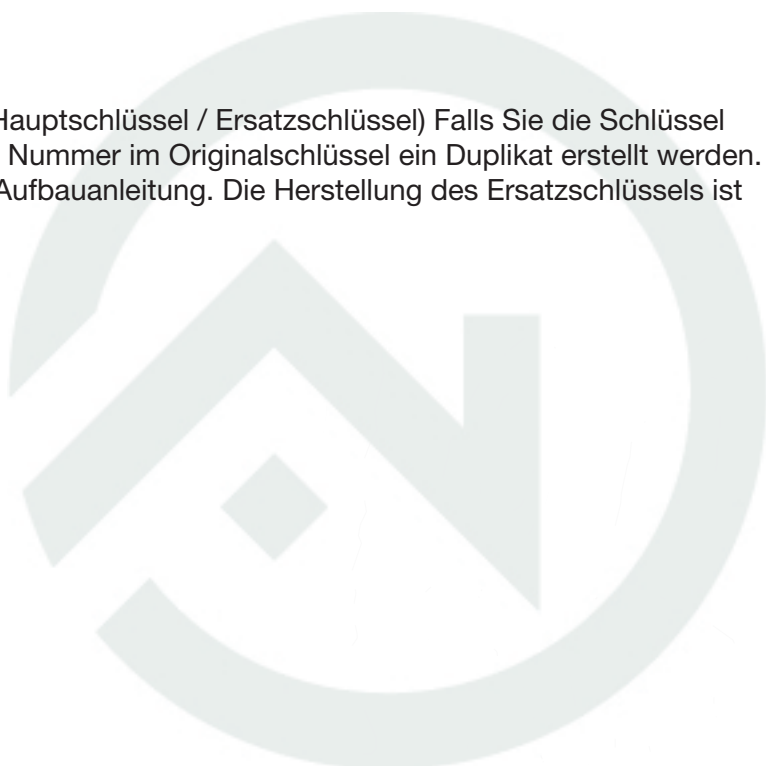 Hauptschlüssel / Ersatzschlüssel) Falls Sie die Schlüssel
Nummer im Originalschlüssel ein Duplikat erstellt werden.
Aufbauanleitung. Die Herstellung des Ersatzschlüssels ist